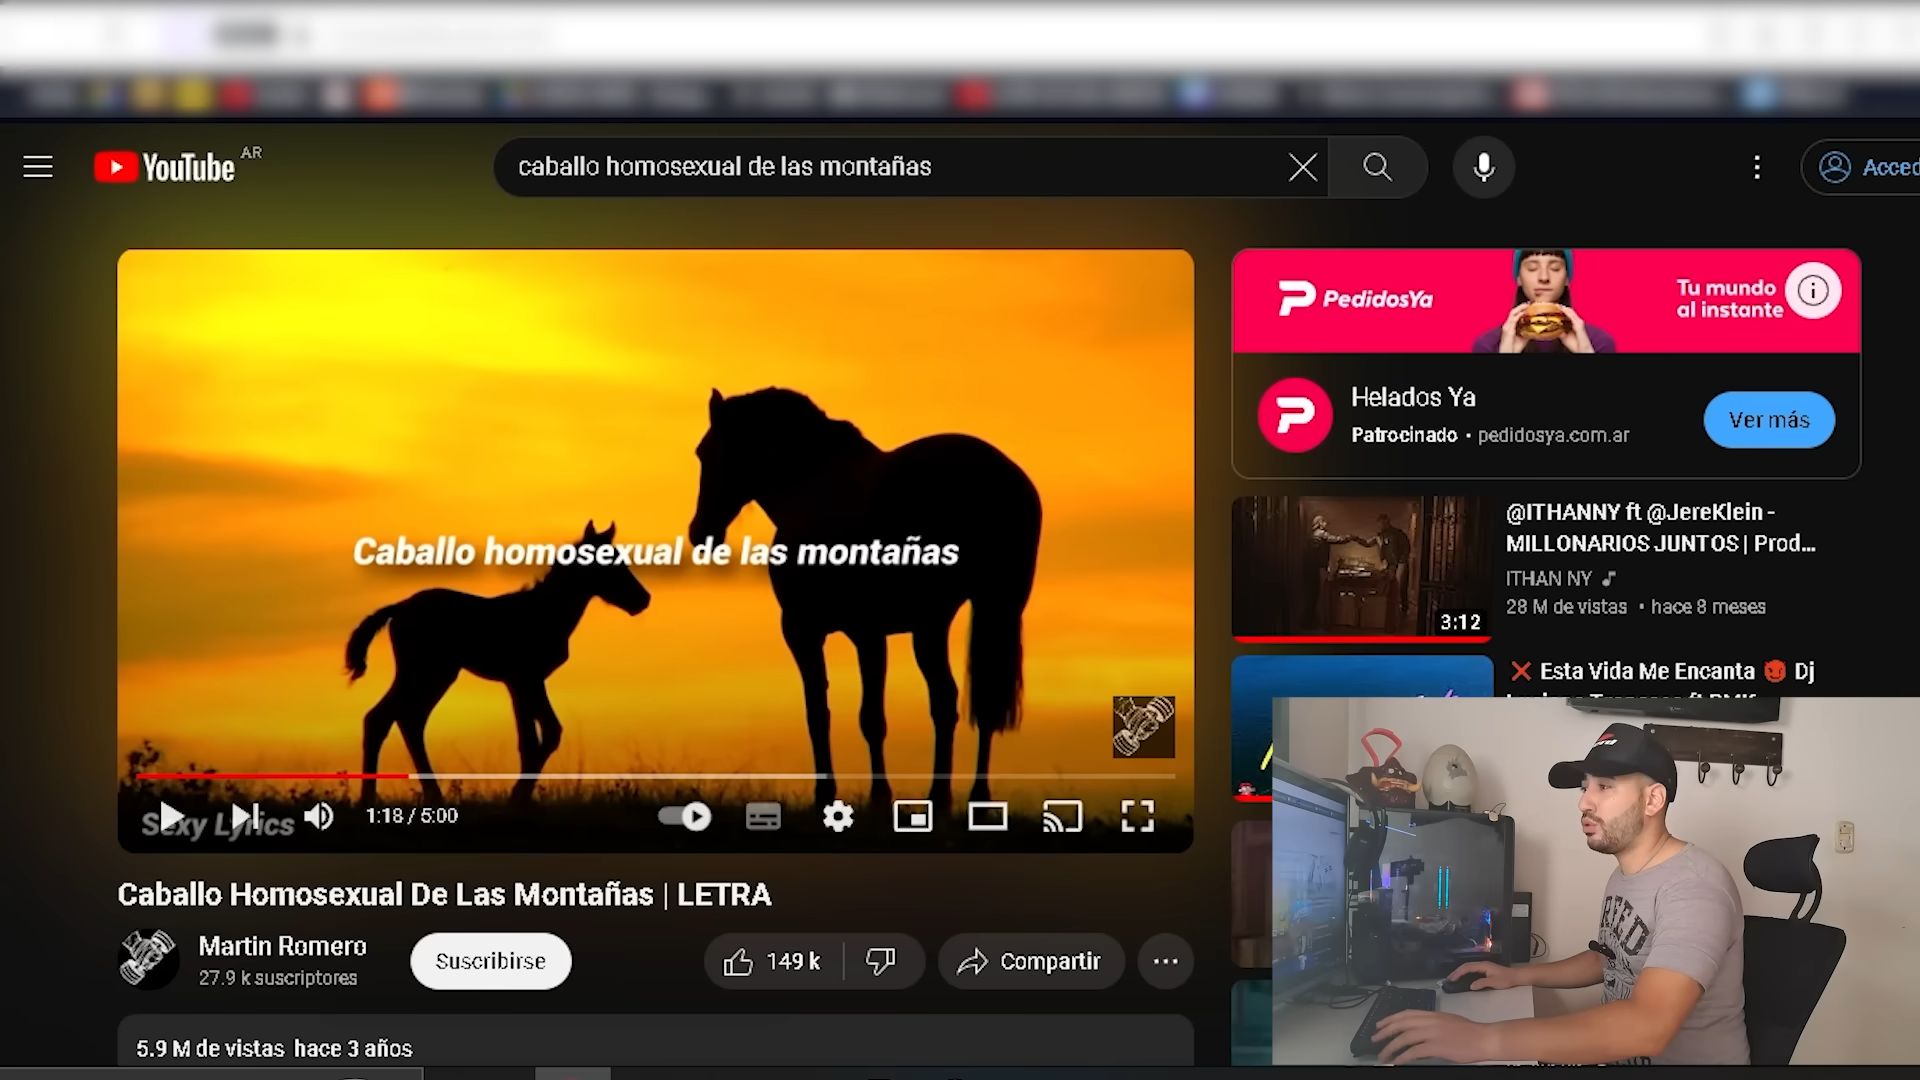 YouTube AR
caballo homosexual de las montañas
Acced
Caballo homosexual de las montañas
Sexy Lyrics
1:18 / 5:00
Caballo Homosexual De Las Montañas | LETRA
Martin Romero
27.9 k suscriptores
Suscribirse
149 k
Compartir
5.9 M de vistas hace 3 años
PedidosYa
Tu mundo
al instante
Helados Ya
Patrocinado • pedidosya.com.ar
Ver más
@ITHANNY ft @JereKlein -
MILLONARIOS JUNTOS | Prod...
ITHAN NY
28 M de vistas • hace 8 meses
3:12
Esta Vida Me Encanta Dj